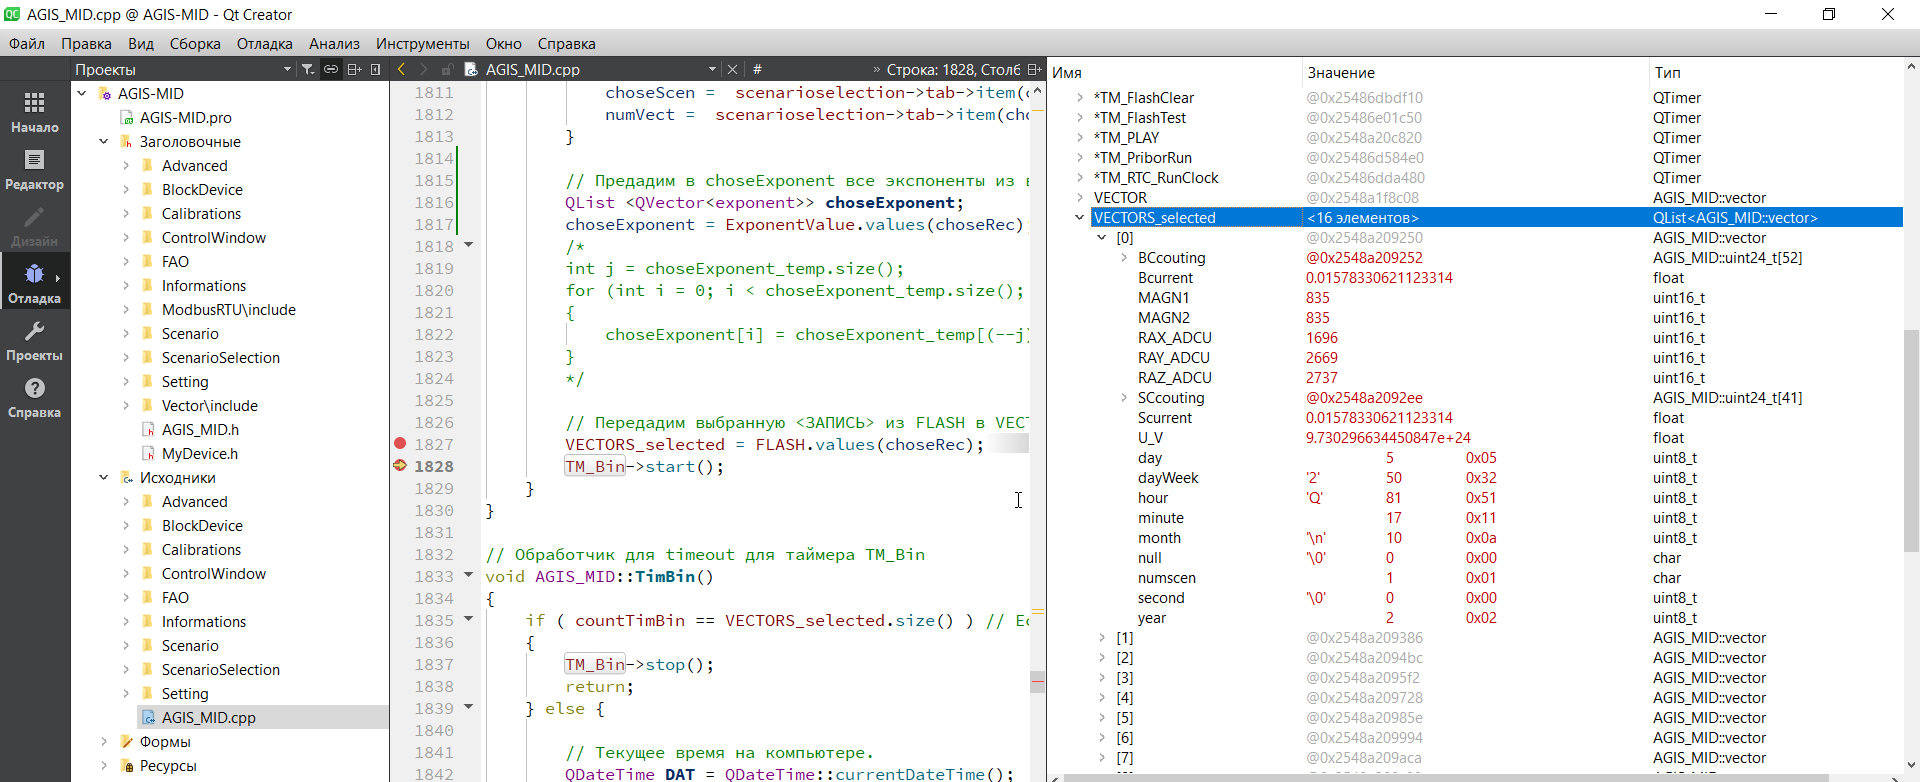 AGIS_MID.cpp @ AGIS-MID - Qt Creator
Файл Правка Вид Сборка Отладка Анализ Инструменты Окно Справка
Начало
Редактор
Дизайн
Отладка
Проекты
Справка
Проекты
AGIS-MID
AGIS-MID.pro
Заголовочные
Advanced
BlockDevice
Calibrations
ControlWindow
FAO
Informations
ModbusRTU\include
Scenario
ScenarioSelection
Setting
Vector\include
AGIS_MID.h
MyDevice.h
Исходники
Advanced
BlockDevice
Calibrations
ControlWindow
FAO
Informations
Scenario
ScenarioSelection
Setting
AGIS_MID.cpp
Формы
Ресурсы
AGIS_MID.cpp # » Строка: 1828, Столб
1811 choseScen = scenarioselection->tab->item(
1812 numVect = scenarioselection->tab->item(cho
1813 }
1814
1815 // Предадим в choseExponent все экспоненты из
1816 QList <QVector<exponent>> choseExponent;
1817 choseExponent = ExponentValue.values(choseRec)
1818 /*
1819 int j = choseExponent_temp.size();
1820 for (int i = 0; i < choseExponent_temp.size();
1821 {
1822 choseExponent[i] = choseExponent_temp[(--j)
1823 }
1824 */
1825
1826 // Передадим выбранную <ЗАПИСЬ> из FLASH в VECT
1827 VECTORS_selected = FLASH.values(choseRec);
1828 TM_Bin->start();
1829 }
1830 }
1831
1832 // Обработчик для timeout для таймера TM_Bin
1833 void AGIS_MID::TimBin()
1834 {
1835 if ( countTimBin == VECTORS_selected.size() ) // Е
1836 {
1837 TM_Bin->stop();
1838 return;
1839 } else {
1840
1841 // Текущее время на компьютере.
1842 QDateTime DAT = QDateTime::currentDateTime();
Имя Значение Тип
*TM_FlashClear @0x25486dbdf10 QTimer
*TM_FlashTest @0x25486e01c50 QTimer
*TM_PLAY @0x2548a20c820 QTimer
*TM_PriborRun @0x25486d584e0 QTimer
*TM_RTC_RunClock @0x25486dda480 QTimer
VECTOR @0x2548a1f8c08 AGIS_MID::vector
VECTORS_selected <16 элементов> QList<AGIS_MID::vector>
[0] @0x2548a209250 AGIS_MID::vector
BCcouting @0x2548a209252 AGIS_MID::uint24_t[52]
Bcurrent 0.01578330621123314 float
MAGN1 835 uint16_t
MAGN2 835 uint16_t
RAX_ADCU 1696 uint16_t
RAY_ADCU 2669 uint16_t
RAZ_ADCU 2737 uint16_t
SCcouting @0x2548a2092ee AGIS_MID::uint24_t[41]
Scurrent 0.01578330621123314 float
U_V 9.730296634450847e+24 float
day 5 0x05 uint8_t
dayWeek '2' 50 0x32 uint8_t
hour 'Q' 81 0x51 uint8_t
minute 17 0x11 uint8_t
month '\n' 10 0x0a uint8_t
null '\0' 0 0x00 char
numscen 1 0x01 char
second '\0' 0 0x00 uint8_t
year 2 0x02 uint8_t
[1] @0x2548a209386 AGIS_MID::vector
[2] @0x2548a2094bc AGIS_MID::vector
[3] @0x2548a2095f2 AGIS_MID::vector
[4] @0x2548a209728 AGIS_MID::vector
[5] @0x2548a20985e AGIS_MID::vector
[6] @0x2548a209994 AGIS_MID::vector
[7] @0x2548a209aca AGIS_MID::vector